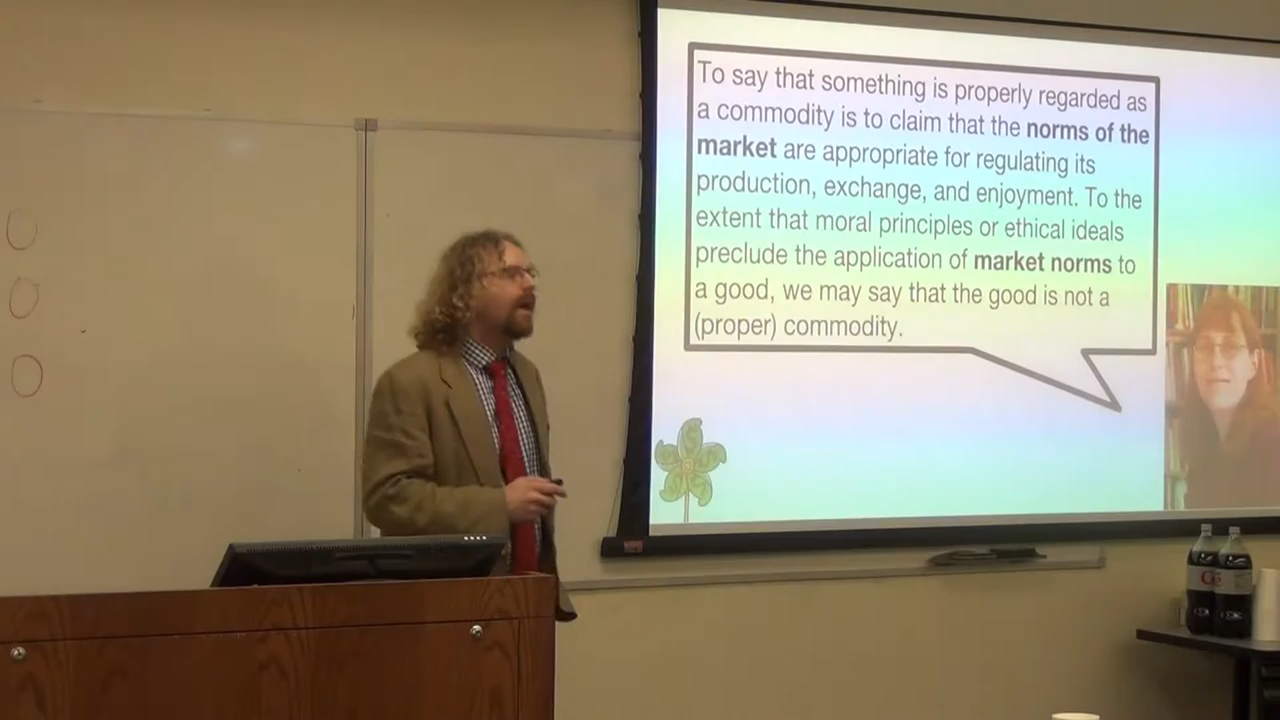 To say that something is properly regarded as
a commodity is to claim that the norms of the
market are appropriate for regulating its
production, exchange, and enjoyment. To the
extent that moral principles or ethical ideals
preclude the application of market norms to
a good, we may say that the good is not a
(proper) commodity.